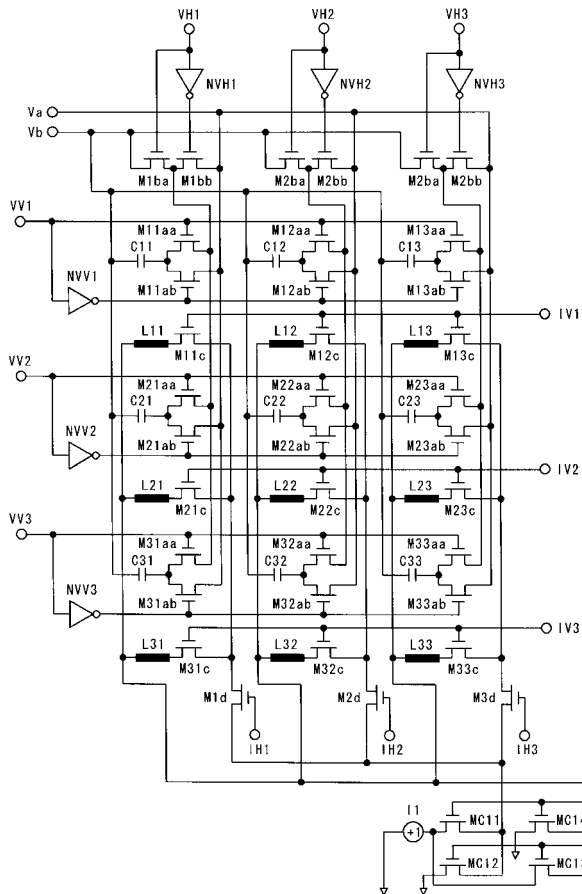 VH1 VH2 VH3
NVH1 NVH2 NVH3
Va
Vb
M1ba M1bb M2ba M2bb M2ba M2bb
VV1
M11aa M12aa M13aa
C11 C12 C13
NVV1
M11ab M12ab M13ab
L11 L12 L13 IV1
M11c M12c M13c
VV2
M21aa M22aa M23aa
C21 C22 C23
NVV2
M21ab M22ab M23ab
L21 L22 L23 IV2
M21c M22c M23c
VV3
M31aa M32aa M33aa
C31 C32 C33
NVV3
M31ab M32ab M33ab
L31 L32 L33 IV3
M31c M32c M33c
M1d M2d M3d
IH1 IH2 IH3
I1 MC11 MC14
+1
MC12 MC13